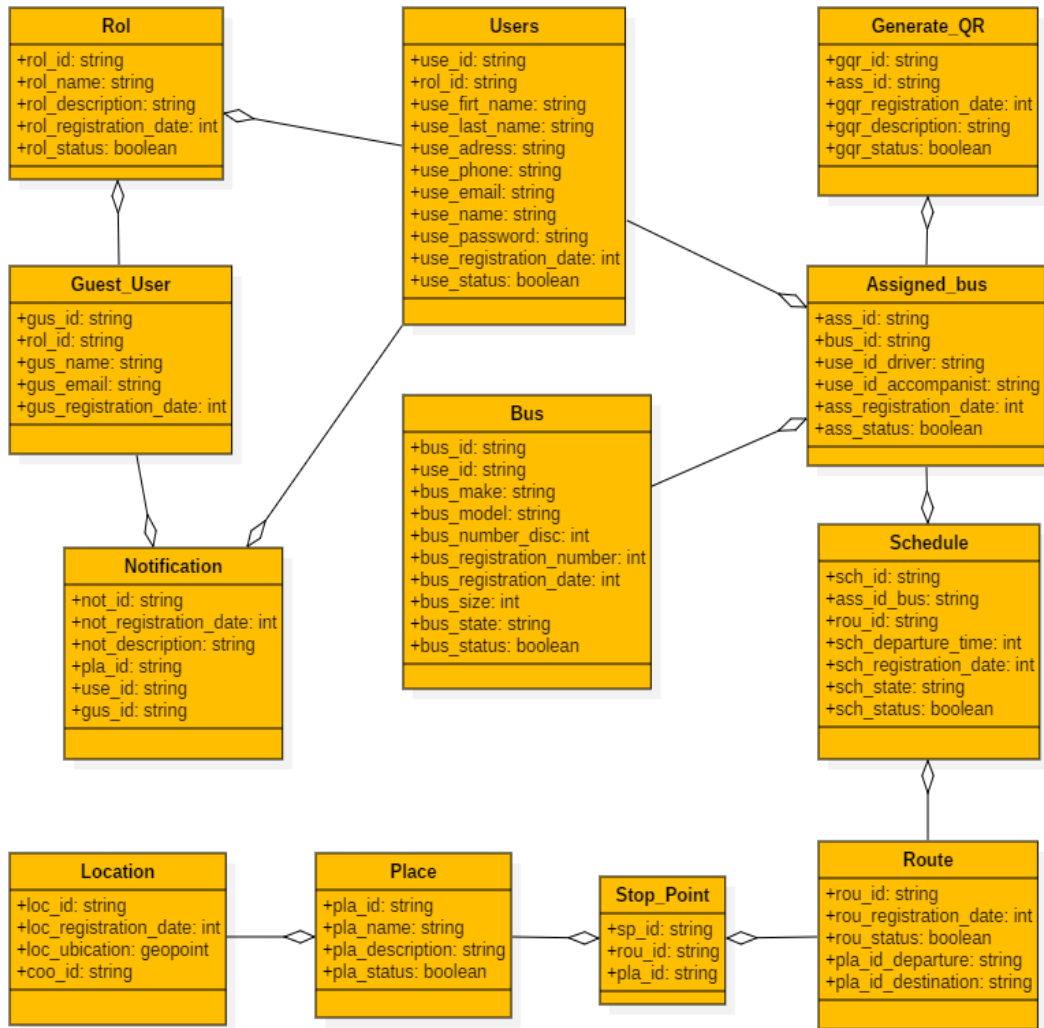 Rol
+rol_id: string
+rol_name: string
+rol_description: string
+rol_registration_date: int
+rol_status: boolean
Users
+use_id: string
+rol_id: string
+use_firt_name: string
+use_last_name: string
+use_adress: string
+use_phone: string
+use_email: string
+use_name: string
+use_password: string
+use_registration_date: int
+use_status: boolean
Generate_QR
+gqr_id: string
+ass_id: string
+gqr_registration_date: int
+gqr_description: string
+gqr_status: boolean
Guest_User
+gus_id: string
+rol_id: string
+gus_name: string
+gus_email: string
+gus_registration_date: int
Assigned_bus
+ass_id: string
+bus_id: string
+use_id_driver: string
+use_id_accompanist: string
+ass_registration_date: int
+ass_status: boolean
Bus
+bus_id: string
+use_id: string
+bus_make: string
+bus_model: string
+bus_number_disc: int
+bus_registration_number: int
+bus_registration_date: int
+bus_size: int
+bus_state: string
+bus_status: boolean
Notification
+not_id: string
+not_registration_date: int
+not_description: string
+pla_id: string
+use_id: string
+gus_id: string
Schedule
+sch_id: string
+ass_id_bus: string
+rou_id: string
+sch_departure_time: int
+sch_registration_date: int
+sch_state: string
+sch_status: boolean
Location
+loc_id: string
+loc_registration_date: int
+loc_ubication: geopoint
+coo_id: string
Place
+pla_id: string
+pla_name: string
+pla_description: string
+pla_status: boolean
Stop_Point
+sp_id: string
+rou_id: string
+pla_id: string
Route
+rou_id: string
+rou_registration_date: int
+rou_status: boolean
+pla_id_departure: string
+pla_id_destination: string